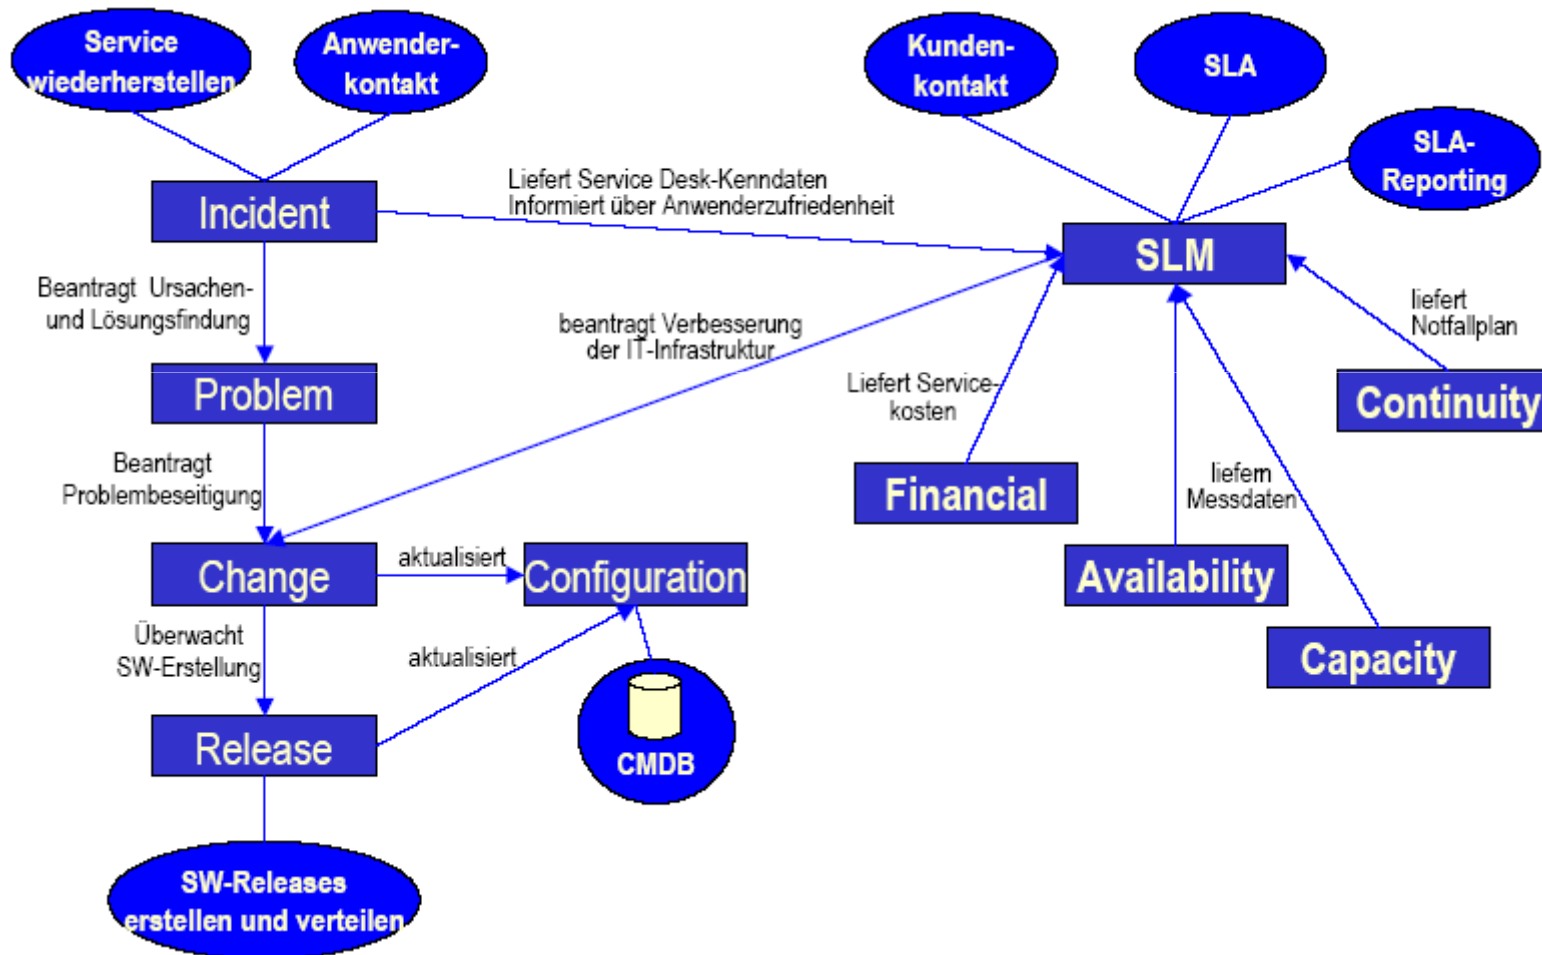 Service
wiederherstellen
Anwender-
kontakt
Kunden-
kontakt
SLA
SLA-
Reporting
Incident
Liefert Service Desk-Kenndaten
Informiert über Anwenderzufriedenheit
SLM
Beantragt Ursachen-
und Lösungsfindung
beantragt Verbesserung
der IT-Infrastruktur
liefert
Notfallplan
Problem
Liefert Service-
kosten
Continuity
Beantragt
Problembeseitigung
Financial
liefern
Messdaten
Change
aktualisiert
Configuration
Availability
Überwacht
SW-Erstellung
aktualisiert
Capacity
Release
CMDB
SW-Releases
erstellen und verteilen